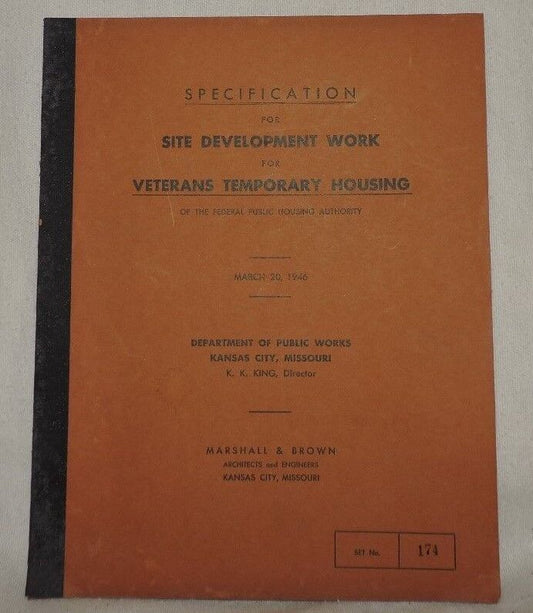 SPECIFICATION
FOR
SITE DEVELOPMENT WORK
FOR
VETERANS TEMPORARY HOUSING
OF THE FEDERAL PUBLIC HOUSING AUTHORITY
MARCH 20, 1946
DEPARTMENT OF PUBLIC WORKS
KANSAS CITY, MISSOURI
K. K. KING, Director
MARSHALL & BROWN
ARCHITECTS and ENGINEERS
KANSAS CITY, MISSOURI
SET No. 174